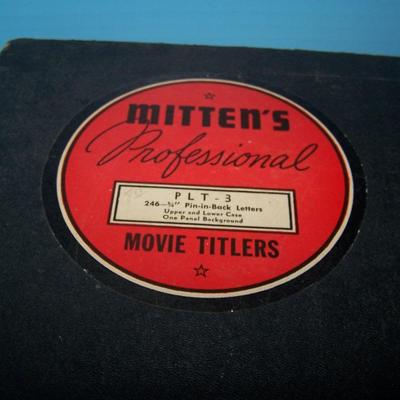 MITTEN'S
Professional
PLT-3
246—¾" Pin-in-Back Letters
Upper and Lower Case
One Panel Background
MOVIE TITLERS